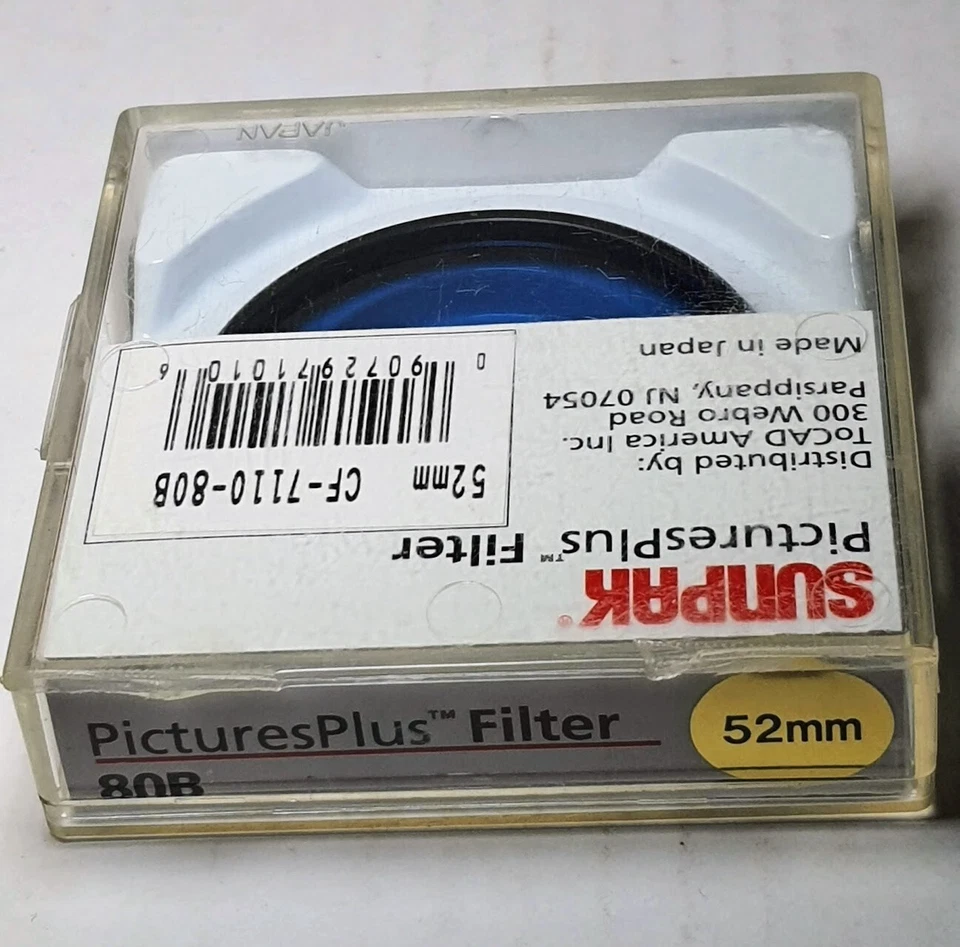 SUNPAK®
PicturesPlus™ Filter
Distributed by:
ToCAD America Inc.
300 Webro Road
Parsippany, NJ 07054
Made in Japan
52mm CF-7110-80B
0 90729 71010 6
JAPAN
PicturesPlus™ Filter
80B
52mm